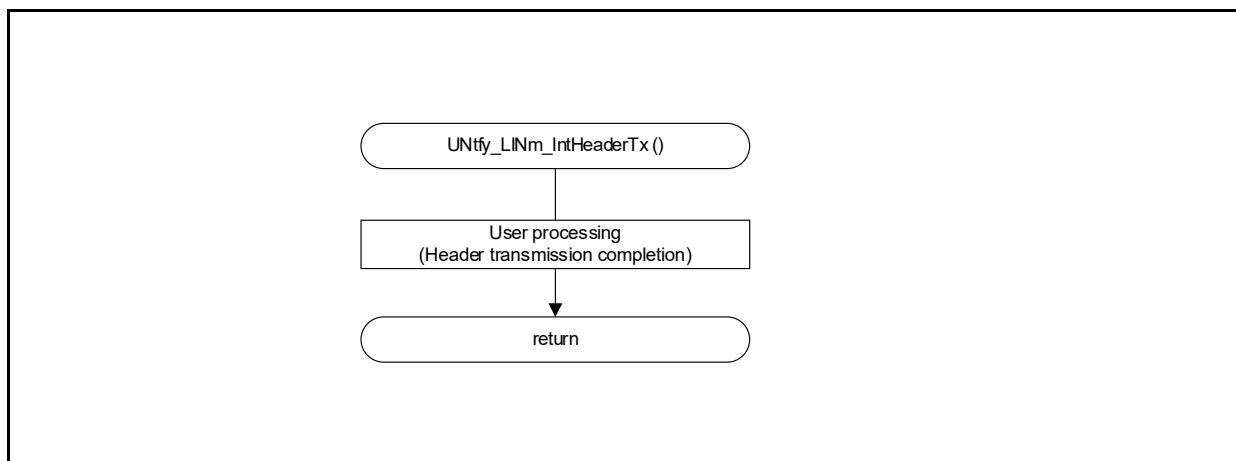 UNtfy_LINm_IntHeaderTx ()
User processing
(Header transmission completion)
return